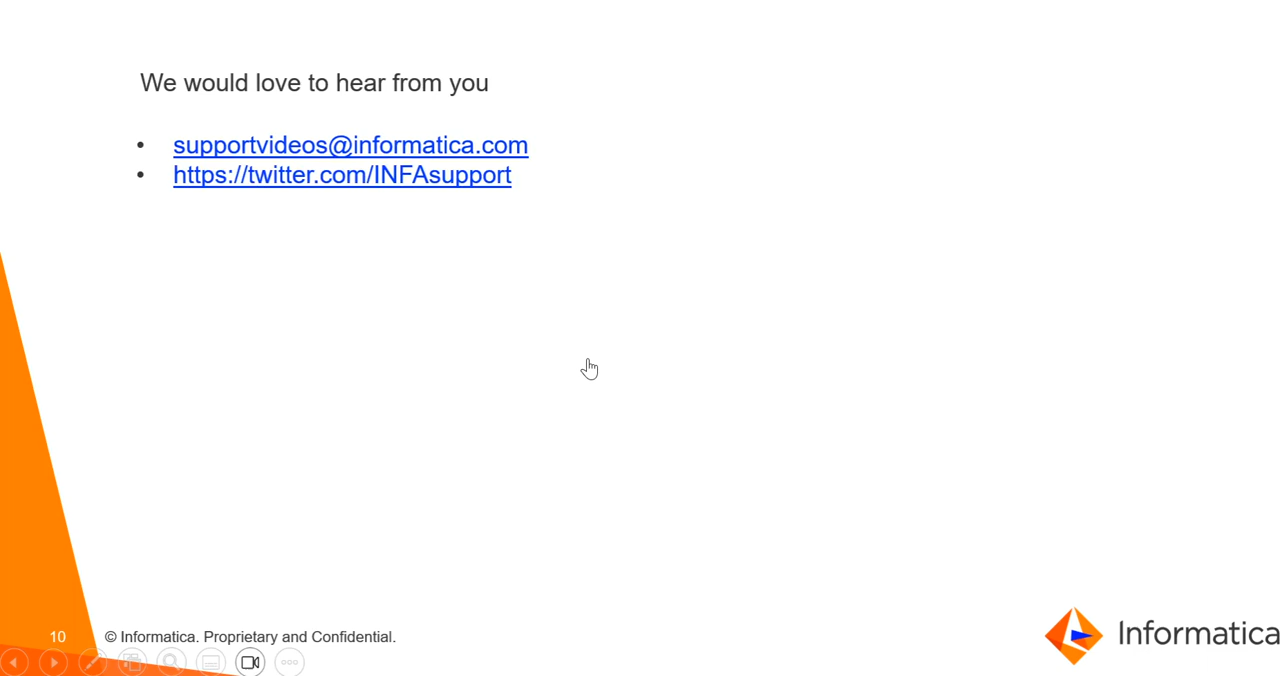 We would love to hear from you
• supportvideos@informatica.com
• https://twitter.com/INFAsupport
10 © Informatica. Proprietary and Confidential.
Informatica